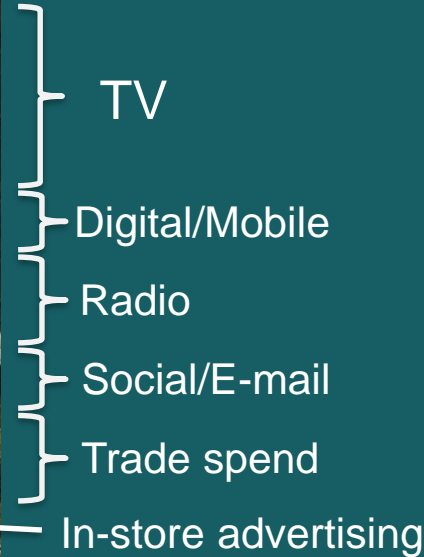 TV
Digital/Mobile
Radio
Social/E-mail
Trade spend
In-store advertising